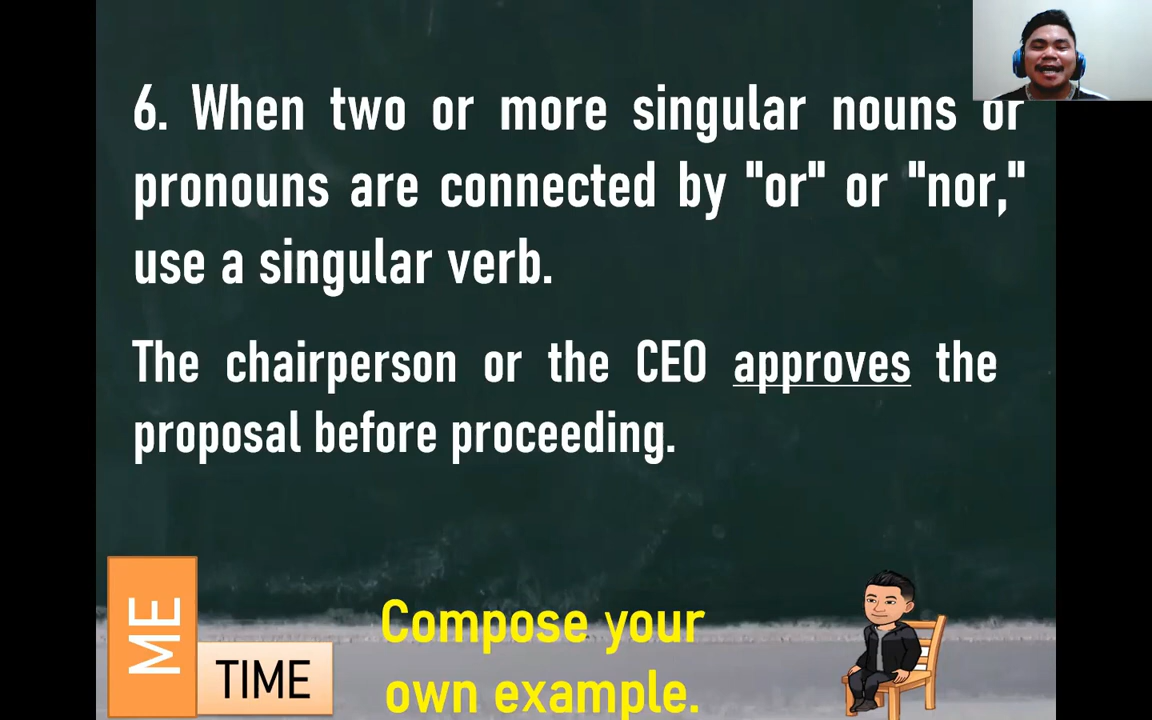 6. When two or more singular nouns or
pronouns are connected by "or" or "nor,"
use a singular verb.
The chairperson or the CEO approves the
proposal before proceeding.
ME
TIME
Compose your
own example.